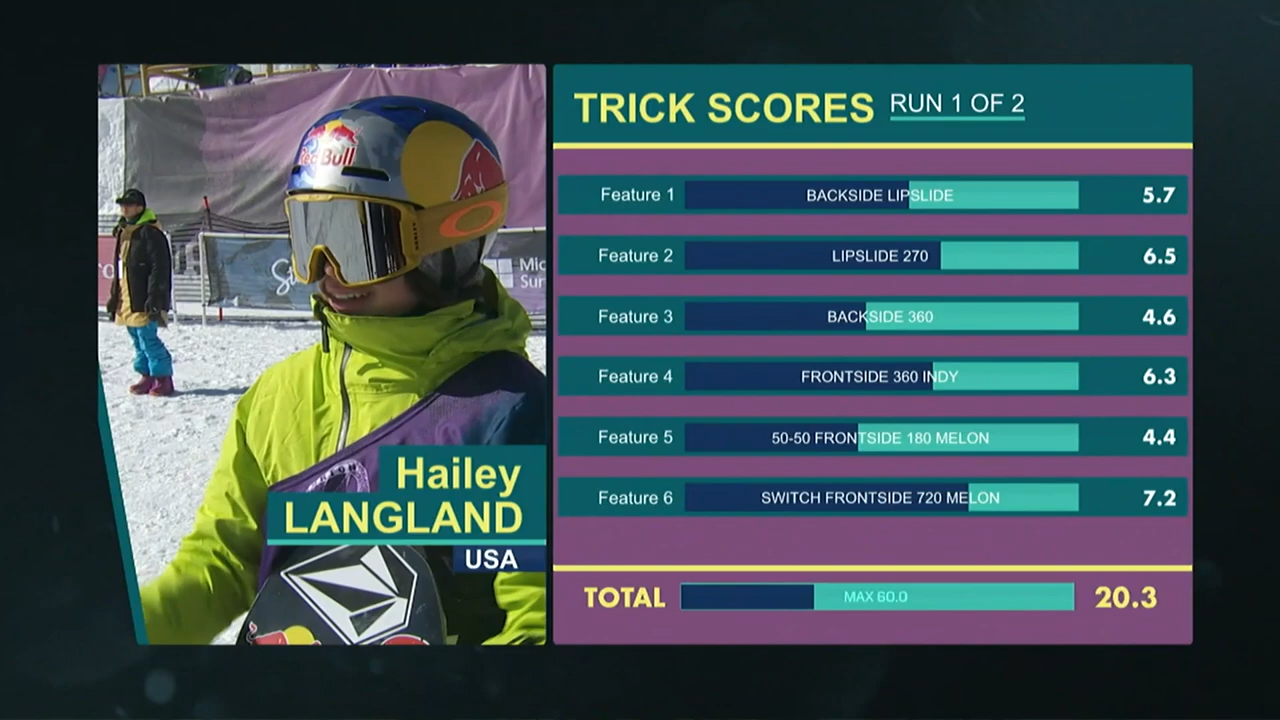 TRICK SCORES RUN 1 OF 2
Feature 1 BACKSIDE LIPSLIDE 5.7
Feature 2 LIPSLIDE 270 6.5
Feature 3 BACKSIDE 360 4.6
Feature 4 FRONTSIDE 360 INDY 6.3
Feature 5 50-50 FRONTSIDE 180 MELON 4.4
Feature 6 SWITCH FRONTSIDE 720 MELON 7.2
TOTAL MAX 60.0 20.3
Red Bull
Mic
Sur
Hailey
LANGLAND
USA